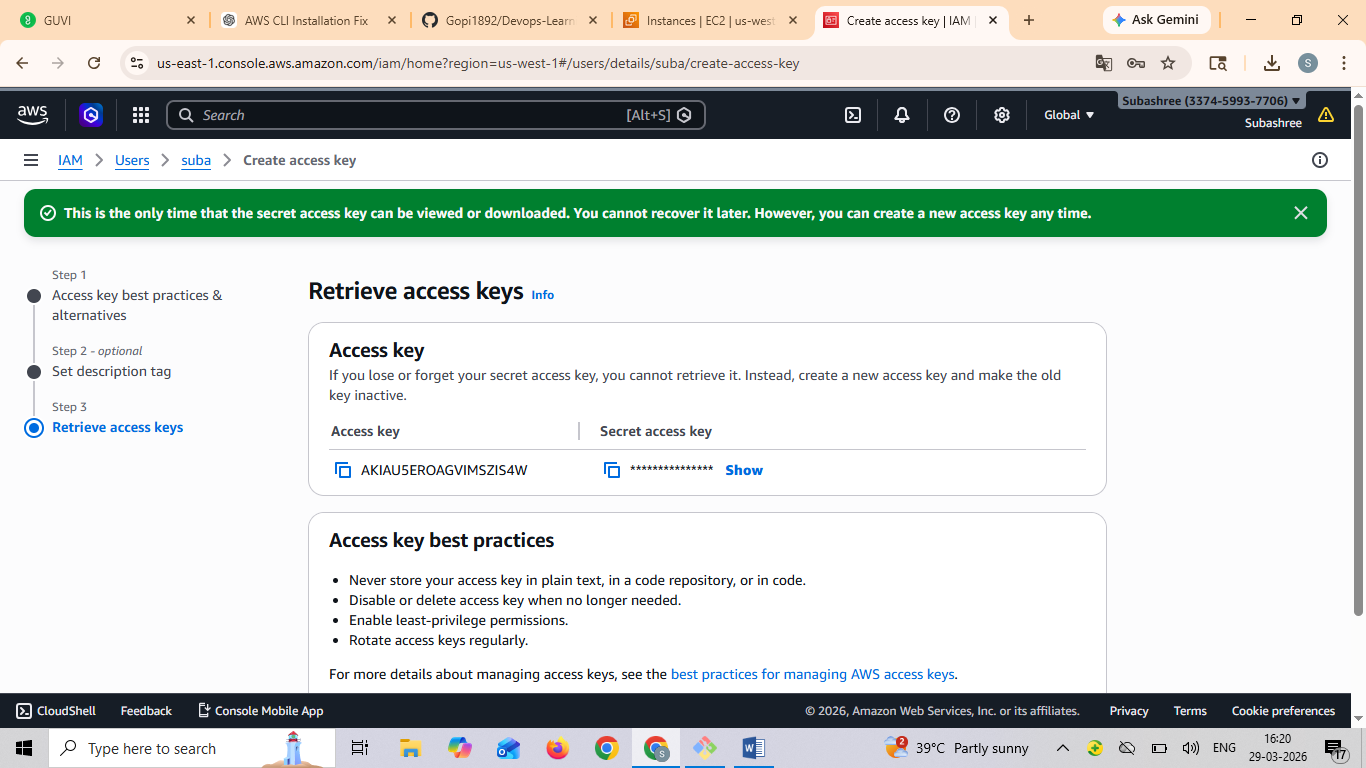 GUVI
AWS CLI Installation Fix
Gopi1892/Devops-Learn
Instances | EC2 | us-west
Create access key | IAM |
Ask Gemini
us-east-1.console.aws.amazon.com/iam/home?region=us-west-1#/users/details/suba/create-access-key
S
aws
Search
[Alt+S]
Global
Subashree (3374-5993-7706)
Subashree
IAM
Users
suba
Create access key
This is the only time that the secret access key can be viewed or downloaded. You cannot recover it later. However, you can create a new access key any time.
Step 1
Access key best practices &
alternatives
Step 2 - optional
Set description tag
Step 3
Retrieve access keys
Retrieve access keys Info
Access key
If you lose or forget your secret access key, you cannot retrieve it. Instead, create a new access key and make the old
key inactive.
Access key
Secret access key
AKIAU5EROAGVIMSZIS4W
*************** Show
Access key best practices
• Never store your access key in plain text, in a code repository, or in code.
• Disable or delete access key when no longer needed.
• Enable least-privilege permissions.
• Rotate access keys regularly.
For more details about managing access keys, see the best practices for managing AWS access keys.
CloudShell
Feedback
Console Mobile App
© 2026, Amazon Web Services, Inc. or its affiliates.
Privacy
Terms
Cookie preferences
Type here to search
2
39°C Partly sunny
ENG
16:20
29-03-2026
17